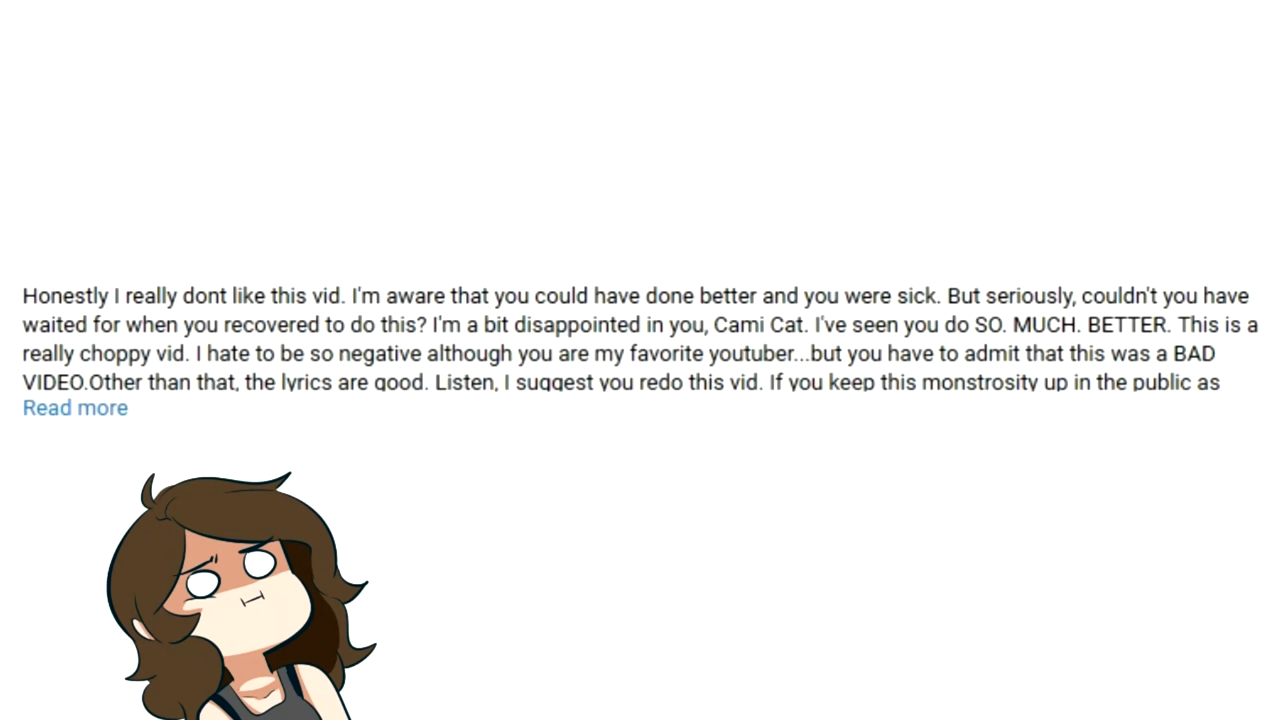 Honestly I really dont like this vid. I'm aware that you could have done better and you were sick. But seriously, couldn't you have
waited for when you recovered to do this? I'm a bit disappointed in you, Cami Cat. I've seen you do SO. MUCH. BETTER. This is a
really choppy vid. I hate to be so negative although you are my favorite youtuber...but you have to admit that this was a BAD
VIDEO.Other than that, the lyrics are good. Listen, I suggest you redo this vid. If you keep this monstrosity up in the public as
Read more